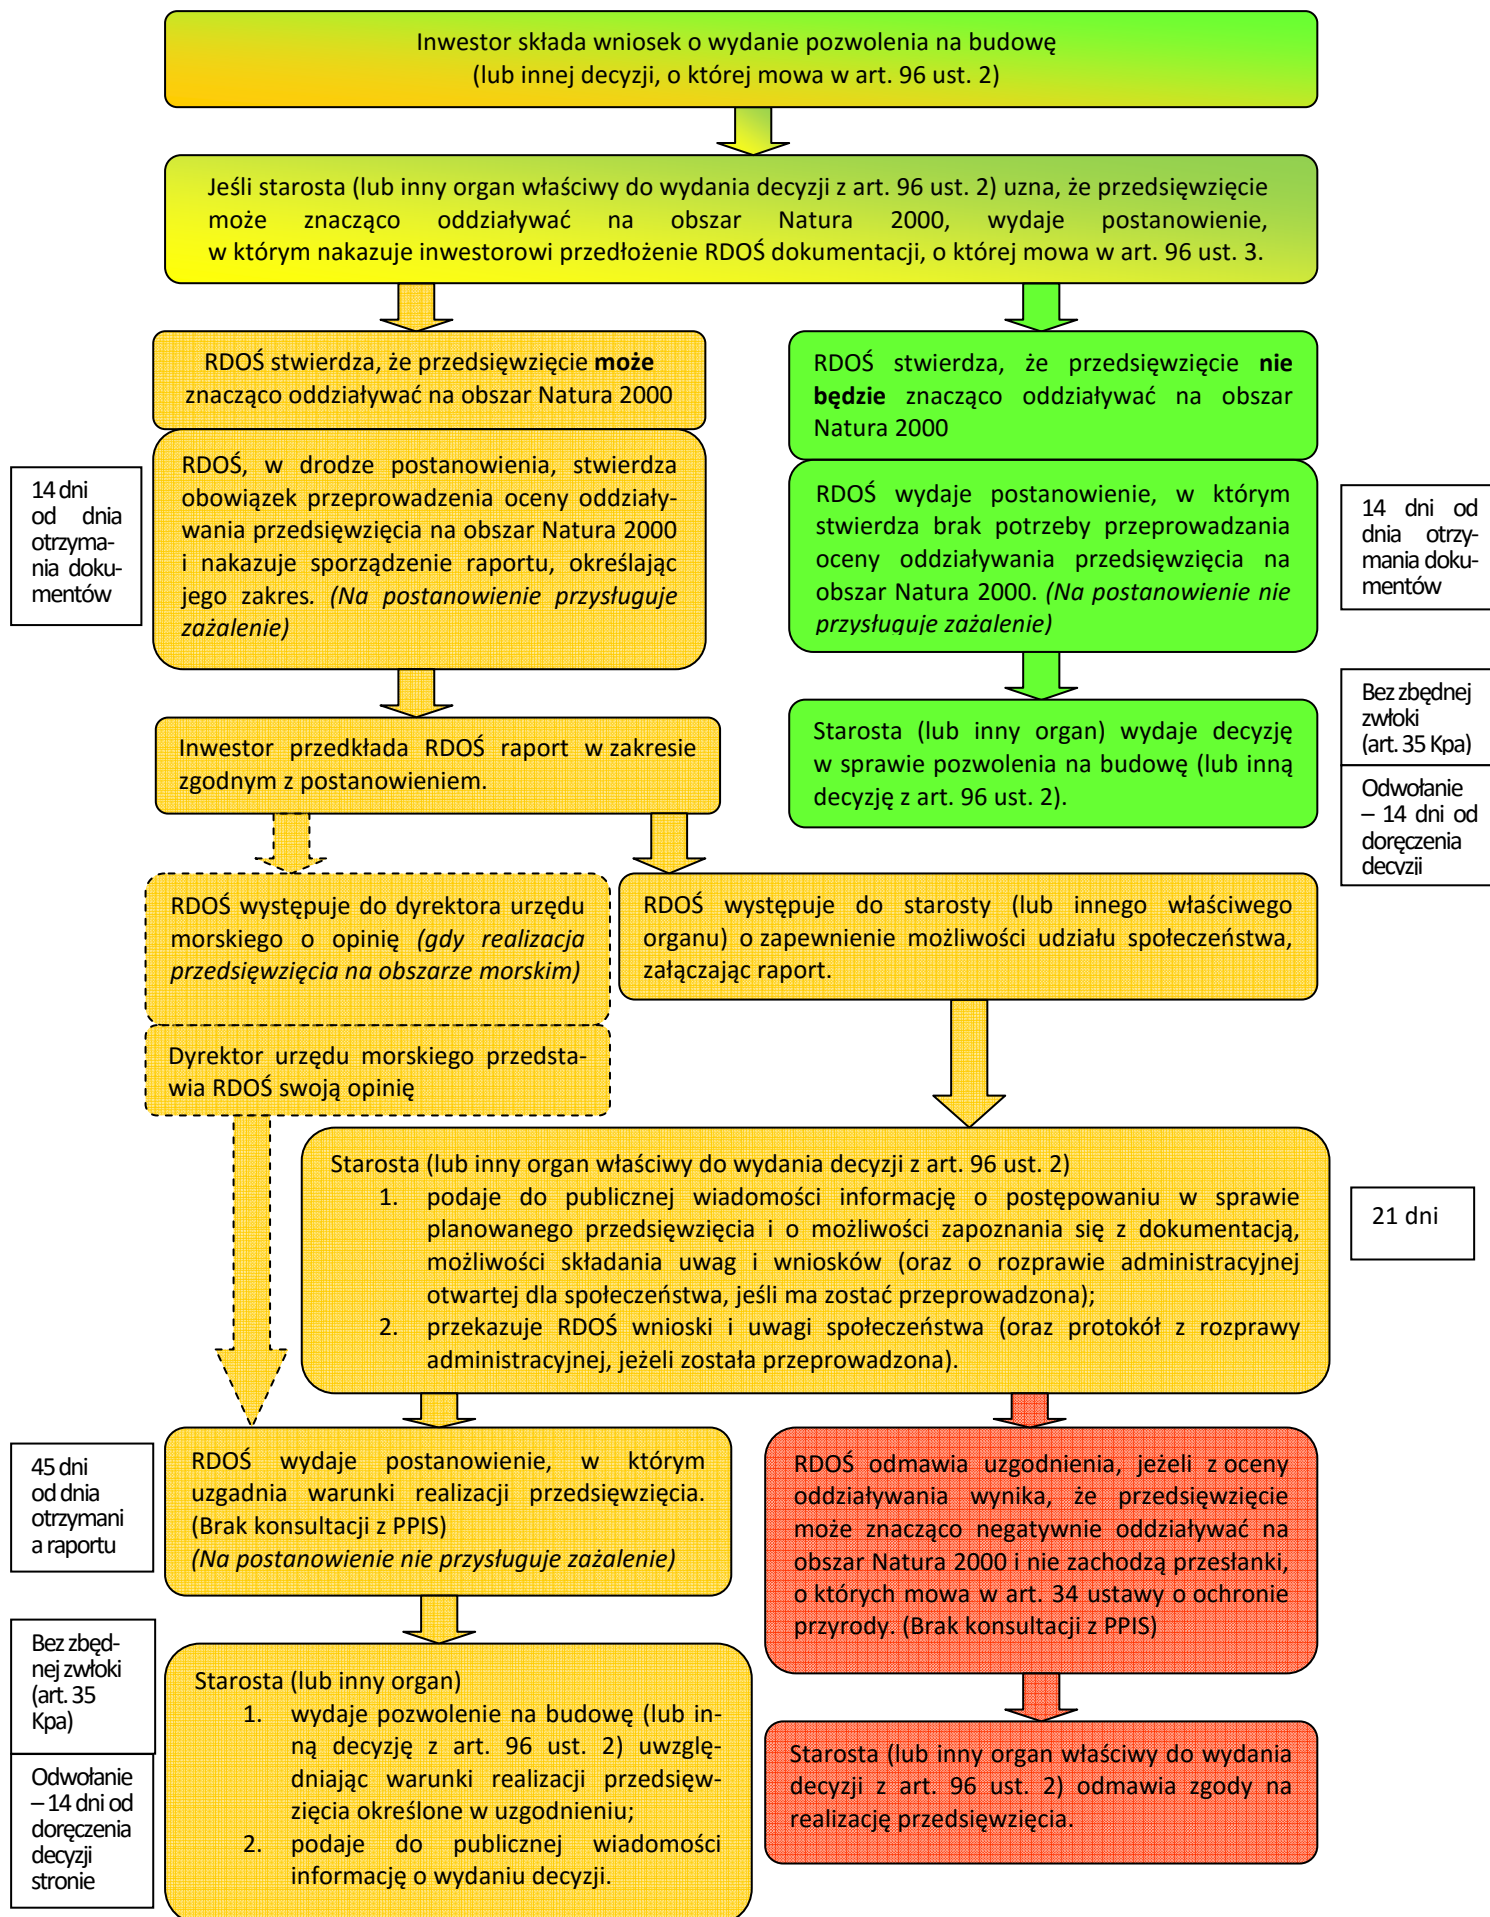 Inwestor składa wniosek o wydanie pozwolenia na budowę
(lub innej decyzji, o której mowa w art. 96 ust. 2)
Jeśli starosta (lub inny organ właściwy do wydania decyzji z art. 96 ust. 2) uzna, że przedsięwzięcie
może znacząco oddziaływać na obszar Natura 2000, wydaje postanowienie,
w którym nakazuje inwestorowi przedłożenie RDOŚ dokumentacji, o której mowa w art. 96 ust. 3.
RDOŚ stwierdza, że przedsięwzięcie może
znacząco oddziaływać na obszar Natura 2000
RDOŚ stwierdza, że przedsięwzięcie nie
będzie znacząco oddziaływać na obszar
Natura 2000
14 dni
od dnia
otrzyma-
nia doku-
mentów
RDOŚ, w drodze postanowienia, stwierdza
obowiązek przeprowadzenia oceny oddziały-
wania przedsięwzięcia na obszar Natura 2000
i nakazuje sporządzenie raportu, określając
jego zakres. (Na postanowienie przysługuje
zażalenie)
RDOŚ wydaje postanowienie, w którym
stwierdza brak potrzeby przeprowadzania
oceny oddziaływania przedsięwzięcia na
obszar Natura 2000. (Na postanowienie nie
przysługuje zażalenie)
14 dni od
dnia otrzy-
mania doku-
mentów
Inwestor przedkłada RDOŚ raport w zakresie
zgodnym z postanowieniem.
Starosta (lub inny organ) wydaje decyzję
w sprawie pozwolenia na budowę (lub inną
decyzję z art. 96 ust. 2).
Bez zbędnej
zwłoki
(art. 35 Kpa)
Odwołanie
– 14 dni od
doręczenia
decyzji
RDOŚ występuje do dyrektora urzędu
morskiego o opinię (gdy realizacja
przedsięwzięcia na obszarze morskim)
RDOŚ występuje do starosty (lub innego właściwego
organu) o zapewnienie możliwości udziału społeczeństwa,
załączając raport.
Dyrektor urzędu morskiego przedsta-
wia RDOŚ swoją opinię
Starosta (lub inny organ właściwy do wydania decyzji z art. 96 ust. 2)
1. podaje do publicznej wiadomości informację o postępowaniu w sprawie
planowanego przedsięwzięcia i o możliwości zapoznania się z dokumentacją,
możliwości składania uwag i wniosków (oraz o rozprawie administracyjnej
otwartej dla społeczeństwa, jeśli ma zostać przeprowadzona);
2. przekazuje RDOŚ wnioski i uwagi społeczeństwa (oraz protokół z rozprawy
administracyjnej, jeżeli została przeprowadzona).
21 dni
45 dni
od dnia
otrzymani
a raportu
RDOŚ wydaje postanowienie, w którym
uzgadnia warunki realizacji przedsięwzięcia.
(Brak konsultacji z PPIS)
(Na postanowienie nie przysługuje zażalenie)
RDOŚ odmawia uzgodnienia, jeżeli z oceny
oddziaływania wynika, że przedsięwzięcie
może znacząco negatywnie oddziaływać na
obszar Natura 2000 i nie zachodzą przesłanki,
o których mowa w art. 34 ustawy o ochronie
przyrody. (Brak konsultacji z PPIS)
Bez zbęd-
nej zwłoki
(art. 35
Kpa)
Odwołanie
– 14 dni od
doręczenia
decyzji
stronie
Starosta (lub inny organ)
1. wydaje pozwolenie na budowę (lub in-
ną decyzję z art. 96 ust. 2) uwzglę-
dniając warunki realizacji przedsięw-
zięcia określone w uzgodnieniu;
2. podaje do publicznej wiadomości
informację o wydaniu decyzji.
Starosta (lub inny organ właściwy do wydania
decyzji z art. 96 ust. 2) odmawia zgody na
realizację przedsięwzięcia.